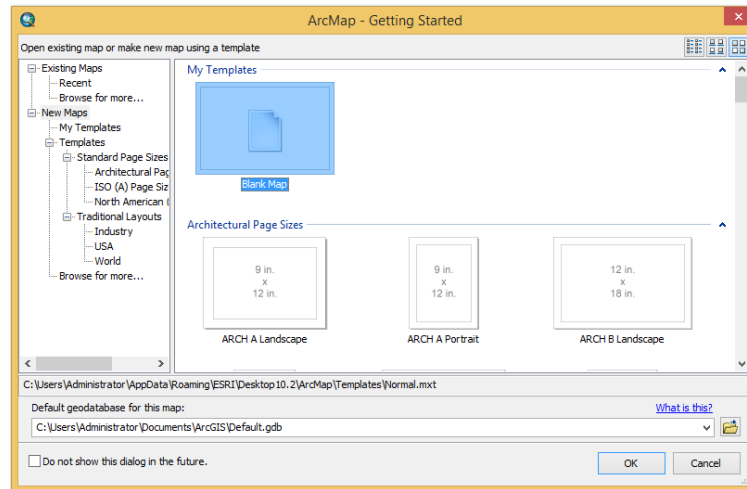 ArcMap - Getting Started
Open existing map or make new map using a template
Existing Maps
Recent
Browse for more...
New Maps
My Templates
Templates
Standard Page Sizes
Architectural Pag
ISO (A) Page Siz
North American (
Traditional Layouts
Industry
USA
World
Browse for more...
My Templates
Blank Map
Architectural Page Sizes
9 in.
x
12 in.
ARCH A Landscape
9 in.
x
12 in.
ARCH A Portrait
12 in.
x
18 in.
ARCH B Landscape
C:\Users\Administrator\AppData\Roaming\ESRI\Desktop10.2\ArcMap\Templates\Normal.mxt
Default geodatabase for this map:
What is this?
C:\Users\Administrator\Documents\ArcGIS\Default.gdb
Do not show this dialog in the future.
OK
Cancel